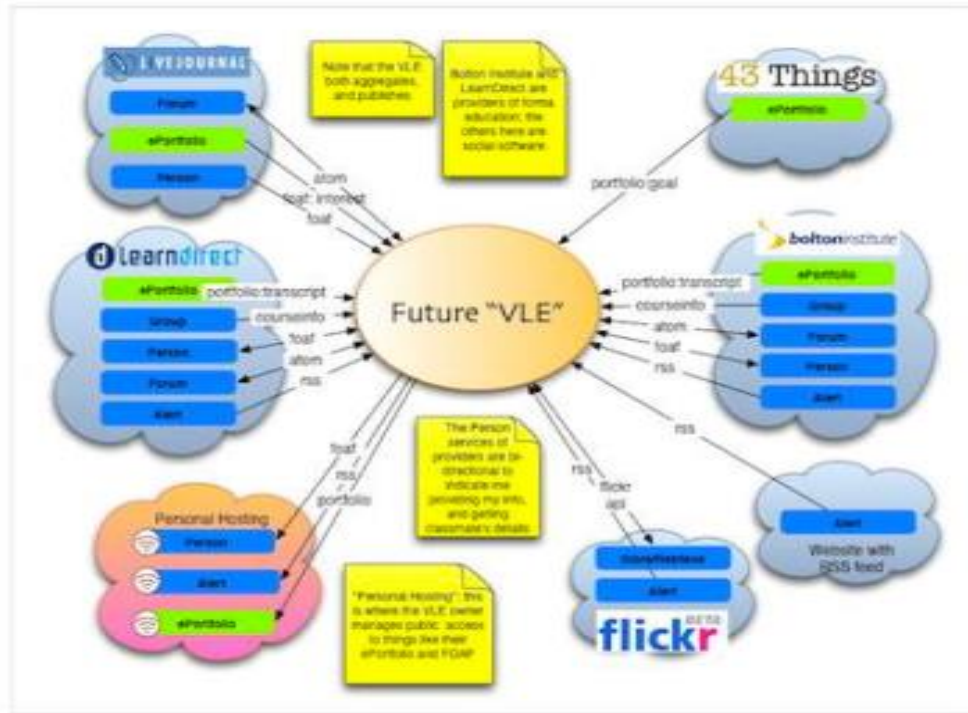 LIVEJOURNAL
Forum
ePortfolio
Person
Note that the VLE
both aggregates,
and publishes
Bolton Institute and
LearnDirect are
providers of formal
education; the
others here are
social software
43 Things
ePortfolio
atom
foaf: interest
foaf
portfolio:goal
learndirect
ePortfolio
Group
Person
Forum
Alert
portfolio:transcript
courseinfo
foaf
atom
rss
Future "VLE"
boltoninstitute
ePortfolio
Group
Forum
Person
Alert
portfolio:transcript
courseinfo
atom
foaf
rss
rss
foaf
rss
portfolio
The Person
services of
providers are bi-
directional to
indicate me
providing my info,
and getting
classmate's details
rss
flickr
api
Personal Hosting
Person
Alert
ePortfolio
"Personal Hosting": this
is where the VLE owner
manages public access
to things like their
ePortfolio and FOAF
Store/Retrieve
Alert
flickr
BETA
Alert
Website with
RSS feed